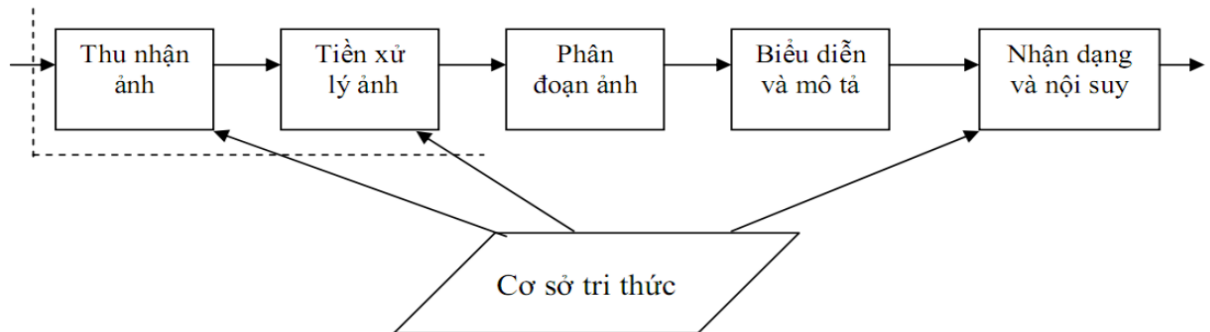 Thu nhận
ảnh
Tiền xử
lý ảnh
Phân
đoạn ảnh
Biểu diễn
và mô tả
Nhận dạng
và nội suy
Cơ sở tri thức